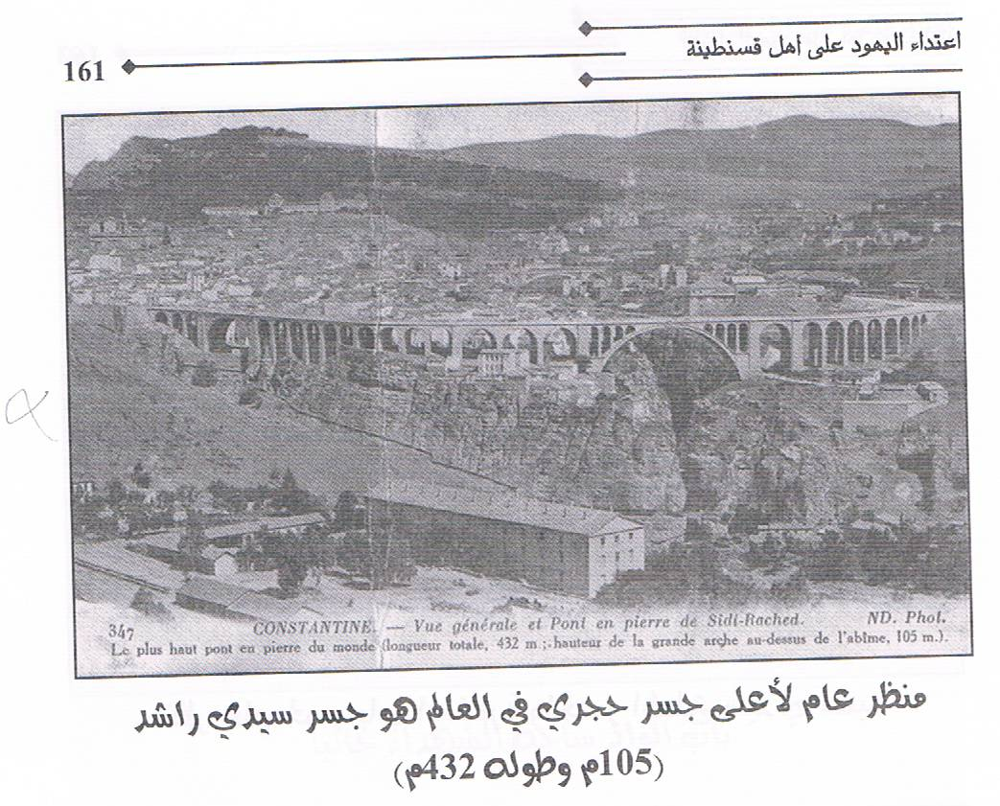 اعتداء اليهود على أهل قسنطينة
161
347 CONSTANTINE. — Vue générale et Pont en pierre de Sidi-Rached. ND. Phot.
Le plus haut pont en pierre du monde (longueur totale, 432 m.; hauteur de la grande arche au-dessus de l'abîme, 105 m.).
منظر عام لأعلى جسر حجري في العالم هو جسر سيدي راشد
(105م وطوله 432م)